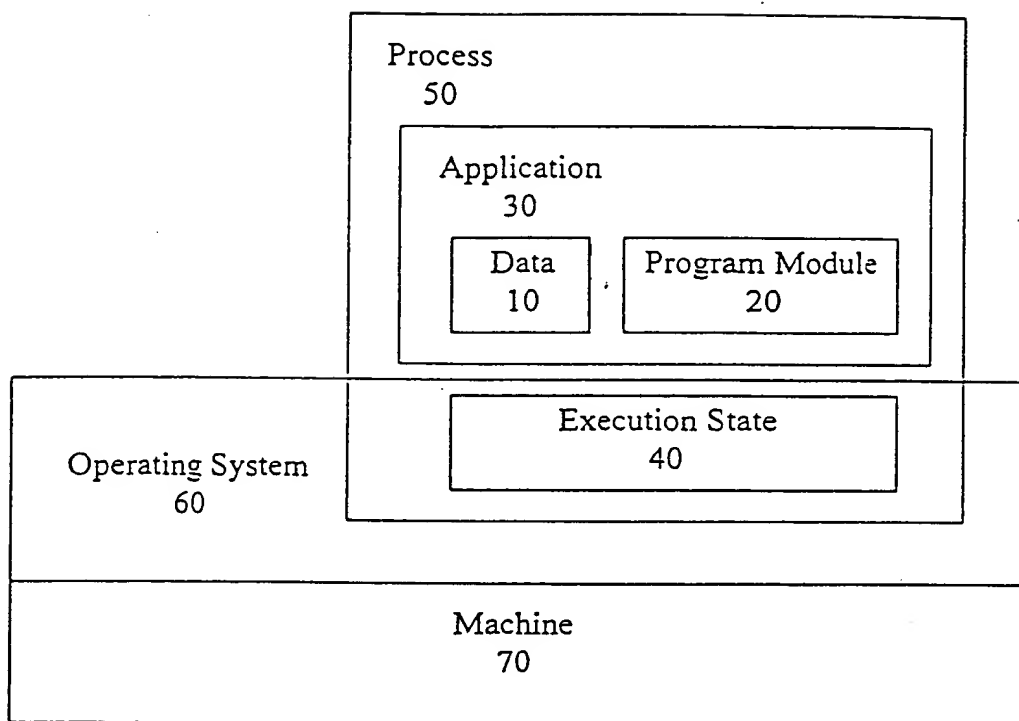 Process
50
Application
30
Data
10
Program Module
20
Execution State
40
Operating System
60
Machine
70